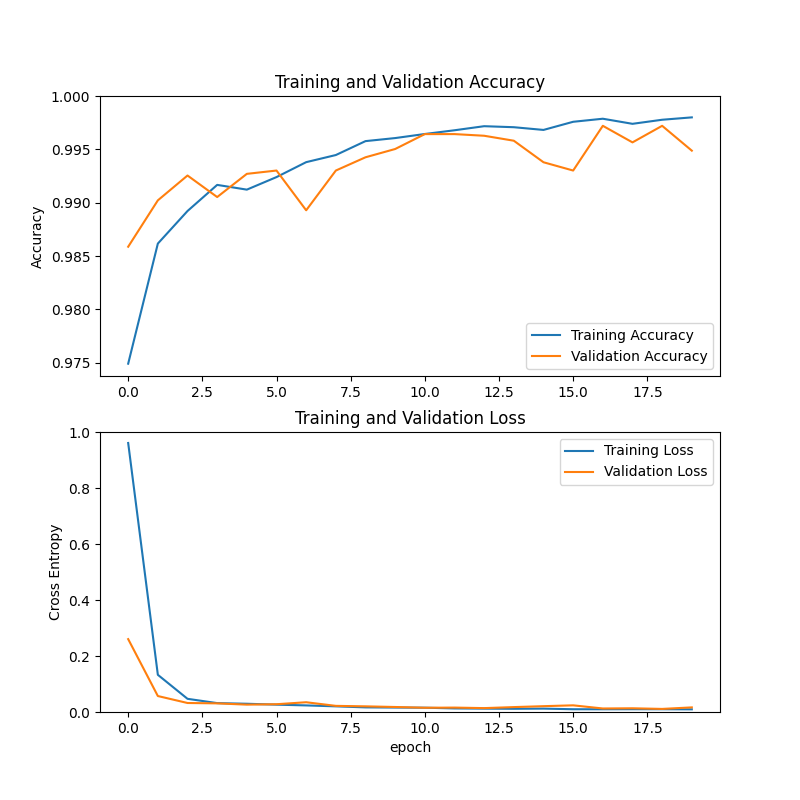 Training and Validation Accuracy
Accuracy
1.000
0.995
0.990
0.985
0.980
0.975
Training Accuracy
Validation Accuracy
0.0 2.5 5.0 7.5 10.0 12.5 15.0 17.5
Training and Validation Loss
Cross Entropy
1.0
0.8
0.6
0.4
0.2
0.0
Training Loss
Validation Loss
0.0 2.5 5.0 7.5 10.0 12.5 15.0 17.5
epoch